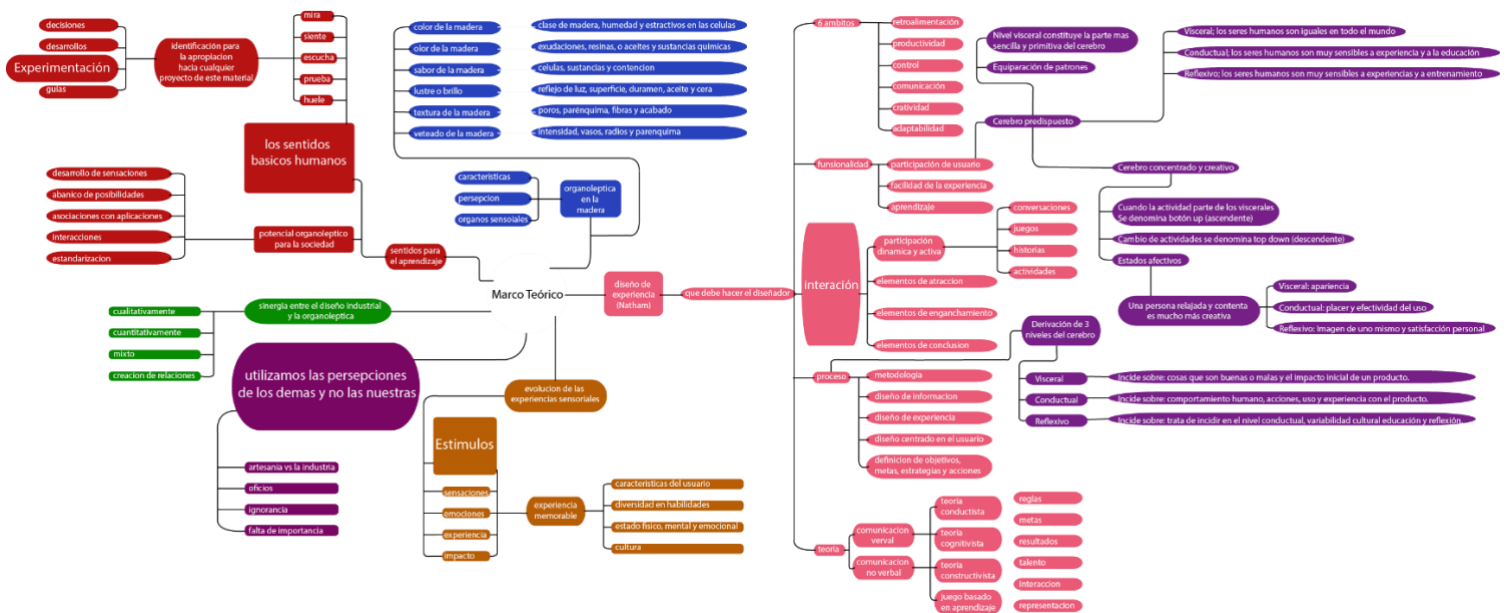 decisiones
desarrollos
Experimentación
guías
identificación para
la apropiacion
hacia cualquier
proyecto de este material
mira
siente
escucha
prueba
huele
los sentidos
basicos humanos
desarrollo de sensaciones
abanico de posibilidades
asociaciones con aplicaciones
interacciones
estandarizacion
potencial organoleptico
para la sociedad
sentidos para
el aprendizaje
color de la madera
clase de madera, humedad y estractivos en las celulas
olor de la madera
exudaciones, resinas, o aceites y sustancias quimicas
sabor de la madera
celulas, sustancias y contencion
lustre o brillo
reflejo de luz, superficie, duramen, aceite y cera
textura de la madera
poros, parénquima, fibras y acabado
veteado de la madera
intensidad, vasos, radios y parenquima
caracteristicas
persepcion
organos sensoiales
organoleptica
en la
madera
Marco Teórico
cualitativamente
cuantitativamente
mixto
creacion de relaciones
sinergia entre el diseño industrial
y la organoleptica
utilizamos las persepciones
de los demas y no las nuestras
artesania vs la industria
oficios
ignorancia
falta de importancia
evolucion de las
experiencias sensoriales
Estimulos
sensaciones
emociones
experiencia
impacto
experiencia
memorable
caracteristicas del usuario
diversidad en habilidades
estado fisico, mental y emocional
cultura
diseño de
experiencia
(Natham)
que debe hacer el diseñador
interación
6 ambitos
retroalimentación
productividad
control
comunicación
cratividad
adaptabilidad
funsionalidad
participación de usuario
facilidad de la experiencia
aprendizaje
participación
dinamica y activa
conversaciones
juegos
historias
actividades
elementos de atraccion
elementos de enganchamiento
elementos de conclusion
proceso
metodologia
diseño de informacion
diseño de experiencia
diseño centrado en el usuario
definicion de objetivos,
metas, estrategias y acciones
teoria
comunicacion
verval
comunicacion
no verbal
teoria
conductista
teoria
cognitivista
teoria
constructivista
Juego basado
en aprendizaje
reglas
metas
resultados
talento
interaccion
representacion
Nivel visceral constituye la parte mas
sencilla y primitiva del cerebro
Equiparación de patrones
Cerebro predispuesto
Visceral; los seres humanos son iguales en todo el mundo
Conductual; los seres humanos son muy sensibles a experiencia y a la educación
Reflexivo; los seres humanos son muy sensibles a experiencias y a entrenamiento
Cerebro concentrado y creativo
Cuando la actividad parte de los viscerales
Se denomina botón up (ascendente)
Cambio de actividades se denomina top down (descendente)
Estados afectivos
Una persona relajada y contenta
es mucho más creativa
Visceral: apariencia
Conductual: placer y efectividad del uso
Reflexivo: Imagen de uno mismo y satisfacción personal
Derivación de 3
niveles del cerebro
Visceral
Incide sobre: cosas que son buenas o malas y el impacto inicial de un producto.
Conductual
Incide sobre: comportamiento humano, acciones, uso y experiencia con el producto.
Reflexivo
Incide sobre: trata de incidir en el nivel conductual, variabilidad cultural educación y reflexión